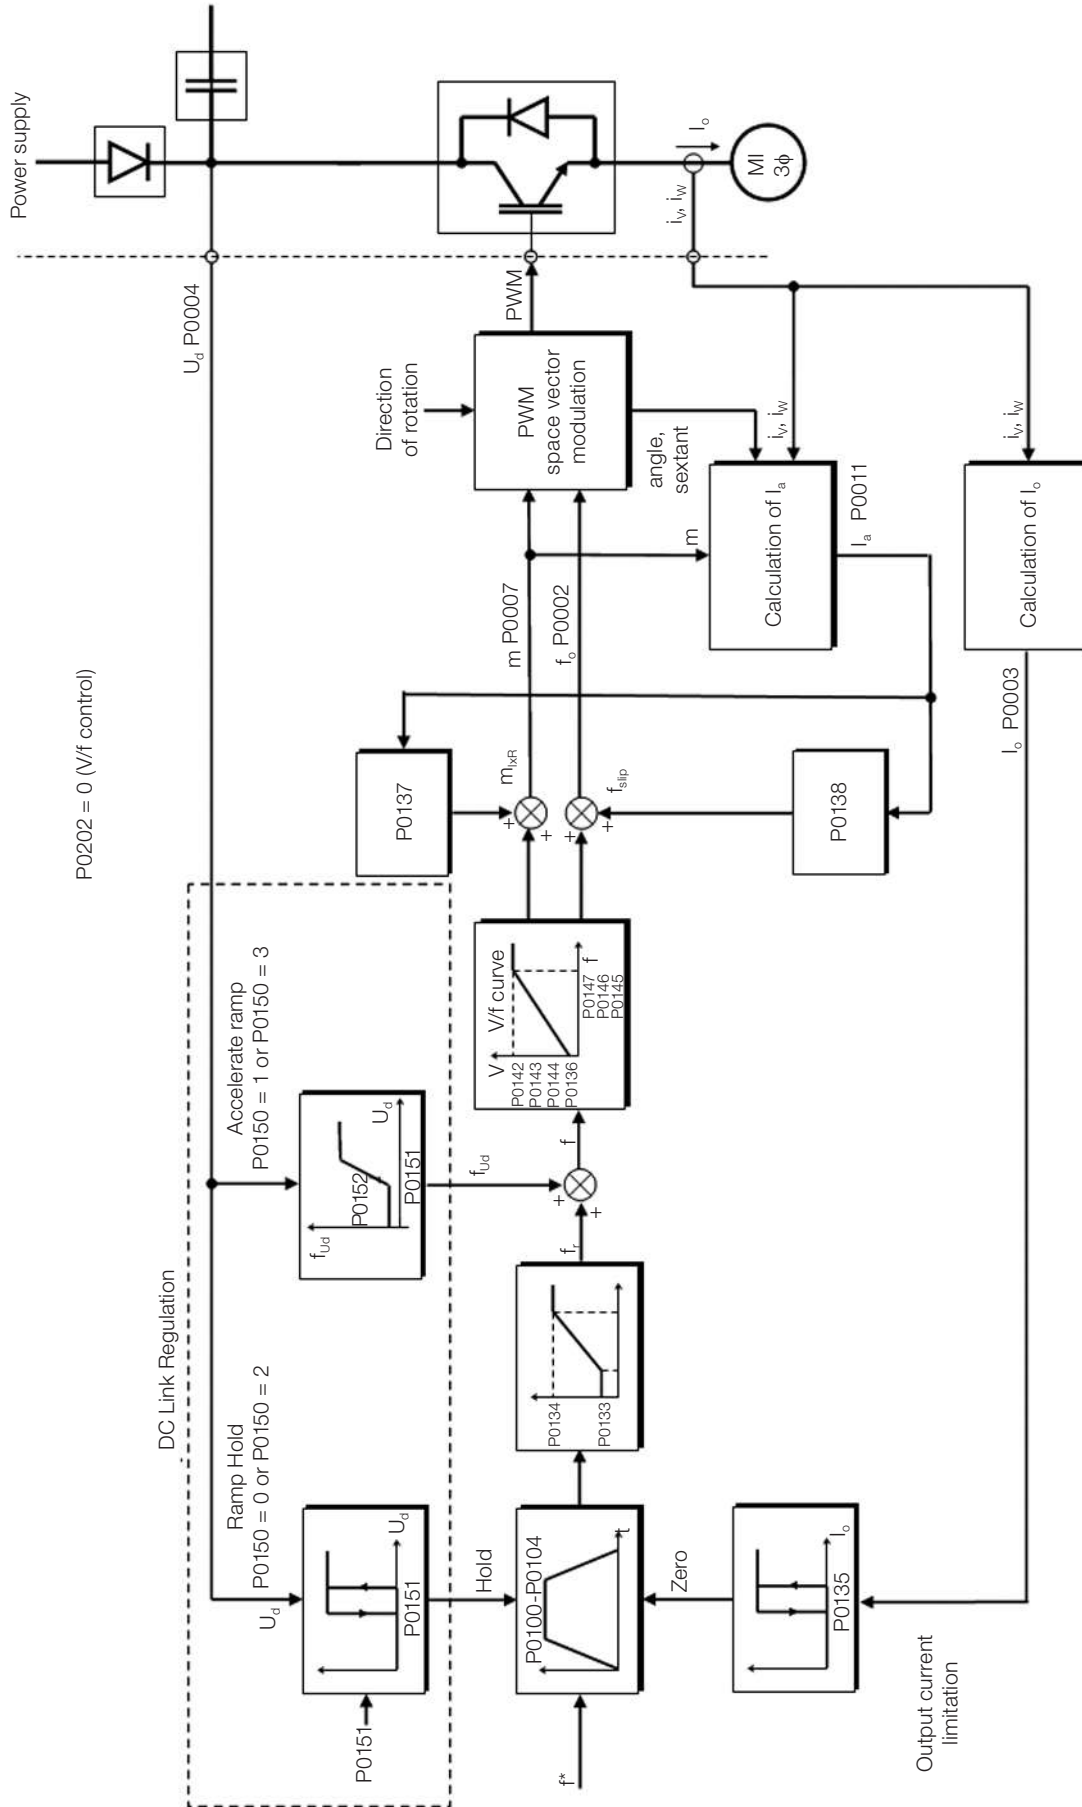 P0202 = 0 (V/f control)
DC Link Regulation
Ramp Hold
P0150 = 0 or P0150 = 2
Accelerate ramp
P0150 = 1 or P0150 = 3
U_d P0004
Power supply
U_d
P0151
U_d
P0151
Hold
f_Ud
P0152
U_d
P0151
f_Ud
f*
P0100-P0104
t
P0134
P0133
f_r
+
+
f
V
V/f curve
P0142
P0143
P0144
P0136
f
P0147
P0146
P0145
P0137
m_IxR
+
+
+
+
f_slip
P0138
m P0007
f_o P0002
Direction
of rotation
PWM
space vector
modulation
PWM
angle,
sextant
m
Calculation of I_a
i_V, i_W
I_a P0011
i_V, i_W
I_o
MI
3ϕ
Calculation of I_o
i_V, i_W
I_o P0003
Zero
I_o
P0135
Output current
limitation